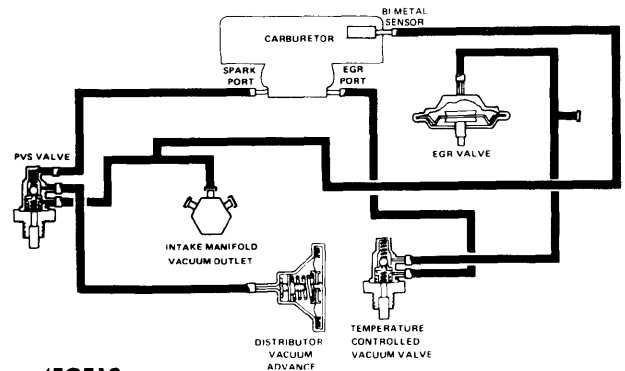 BI-METAL
SENSOR
CARBURETOR
SPARK
PORT
EGR
PORT
PVS VALVE
EGR VALVE
INTAKE MANIFOLD
VACUUM OUTLET
DISTRIBUTOR
VACUUM
ADVANCE
TEMPERATURE
CONTROLLED
VACUUM VALVE